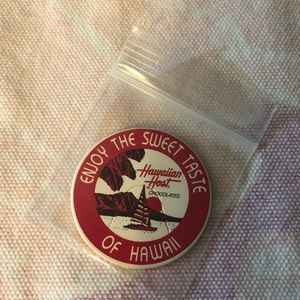 ENJOY THE SWEET TASTE
Hawaiian
Host
CHOCOLATES
OF HAWAII